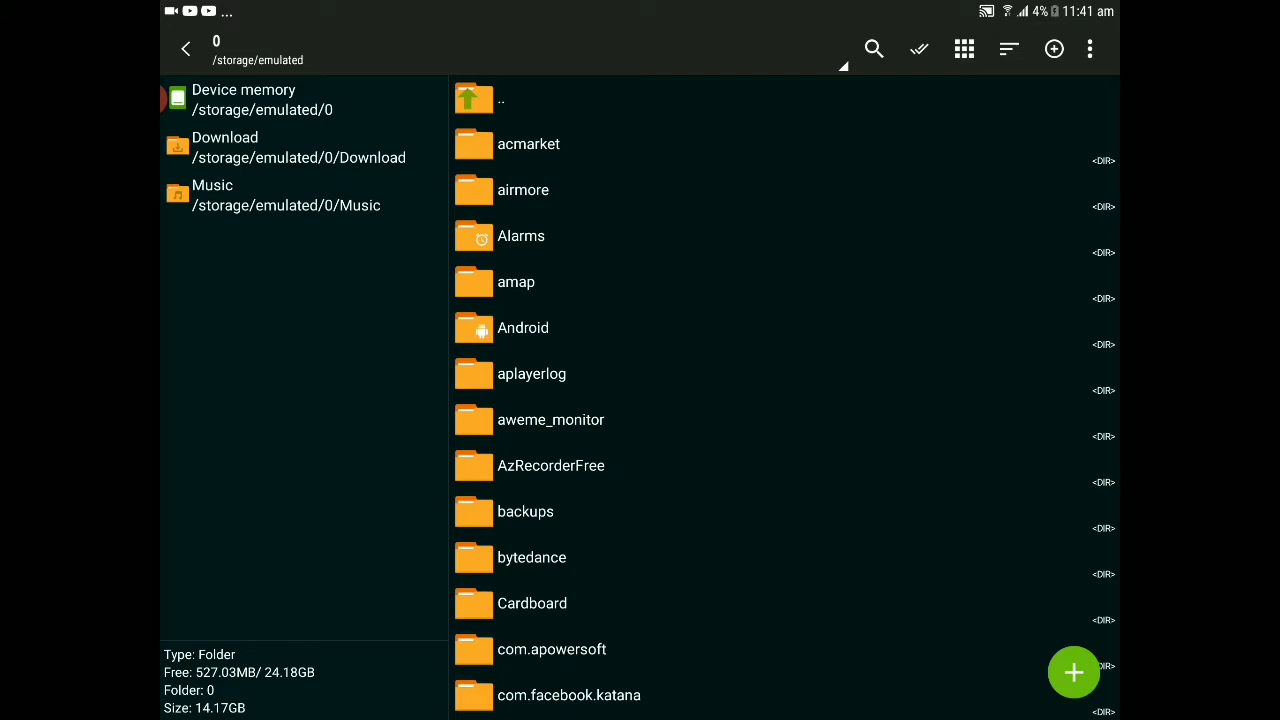 ...
4%
11:41 am
0
/storage/emulated
Device memory
/storage/emulated/0
Download
/storage/emulated/0/Download
Music
/storage/emulated/0/Music
Type: Folder
Free: 527.03MB/ 24.18GB
Folder: 0
Size: 14.17GB
..
acmarket
<DIR>
airmore
<DIR>
Alarms
<DIR>
amap
<DIR>
Android
<DIR>
aplayerlog
<DIR>
aweme_monitor
<DIR>
AzRecorderFree
<DIR>
backups
<DIR>
bytedance
<DIR>
Cardboard
<DIR>
com.apowersoft
DIR>
com.facebook.katana
<DIR>